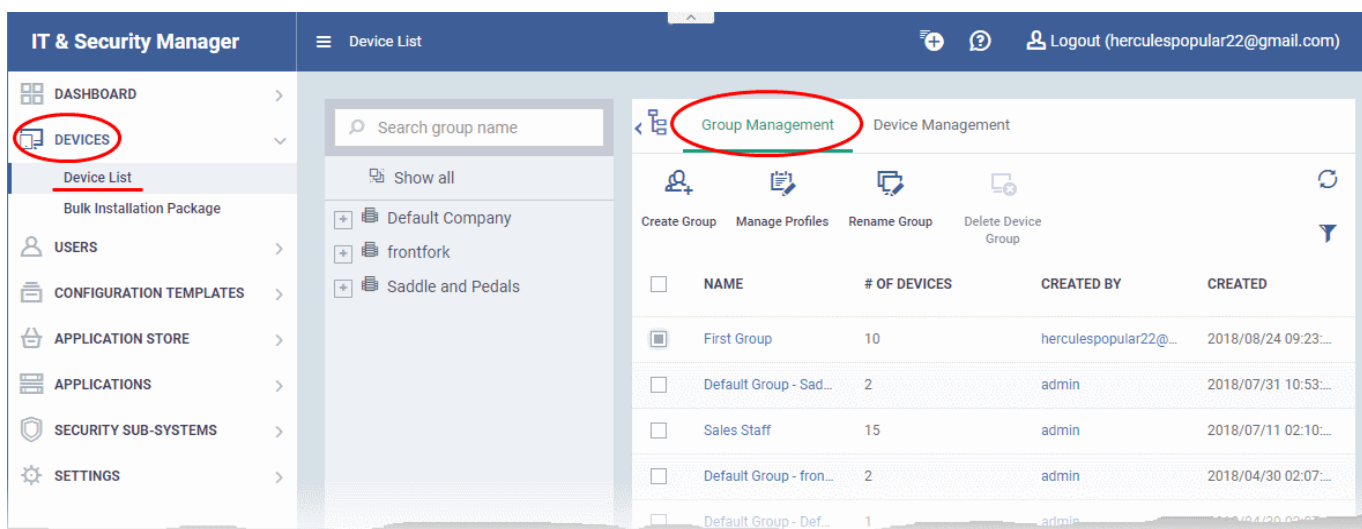 IT & Security Manager
Device List
Logout (herculespopular22@gmail.com)
DASHBOARD
DEVICES
Device List
Bulk Installation Package
USERS
CONFIGURATION TEMPLATES
APPLICATION STORE
APPLICATIONS
SECURITY SUB-SYSTEMS
SETTINGS
Search group name
Show all
Default Company
frontfork
Saddle and Pedals
Group Management Device Management
Create Group Manage Profiles Rename Group Delete Device
Group
NAME # OF DEVICES CREATED BY CREATED
First Group 10 herculespopular22@... 2018/08/24 09:23:...
Default Group - Sad... 2 admin 2018/07/31 10:53:...
Sales Staff 15 admin 2018/07/11 02:10:...
Default Group - fron... 2 admin 2018/04/30 02:07:...
Default Group - Def... 1 admin